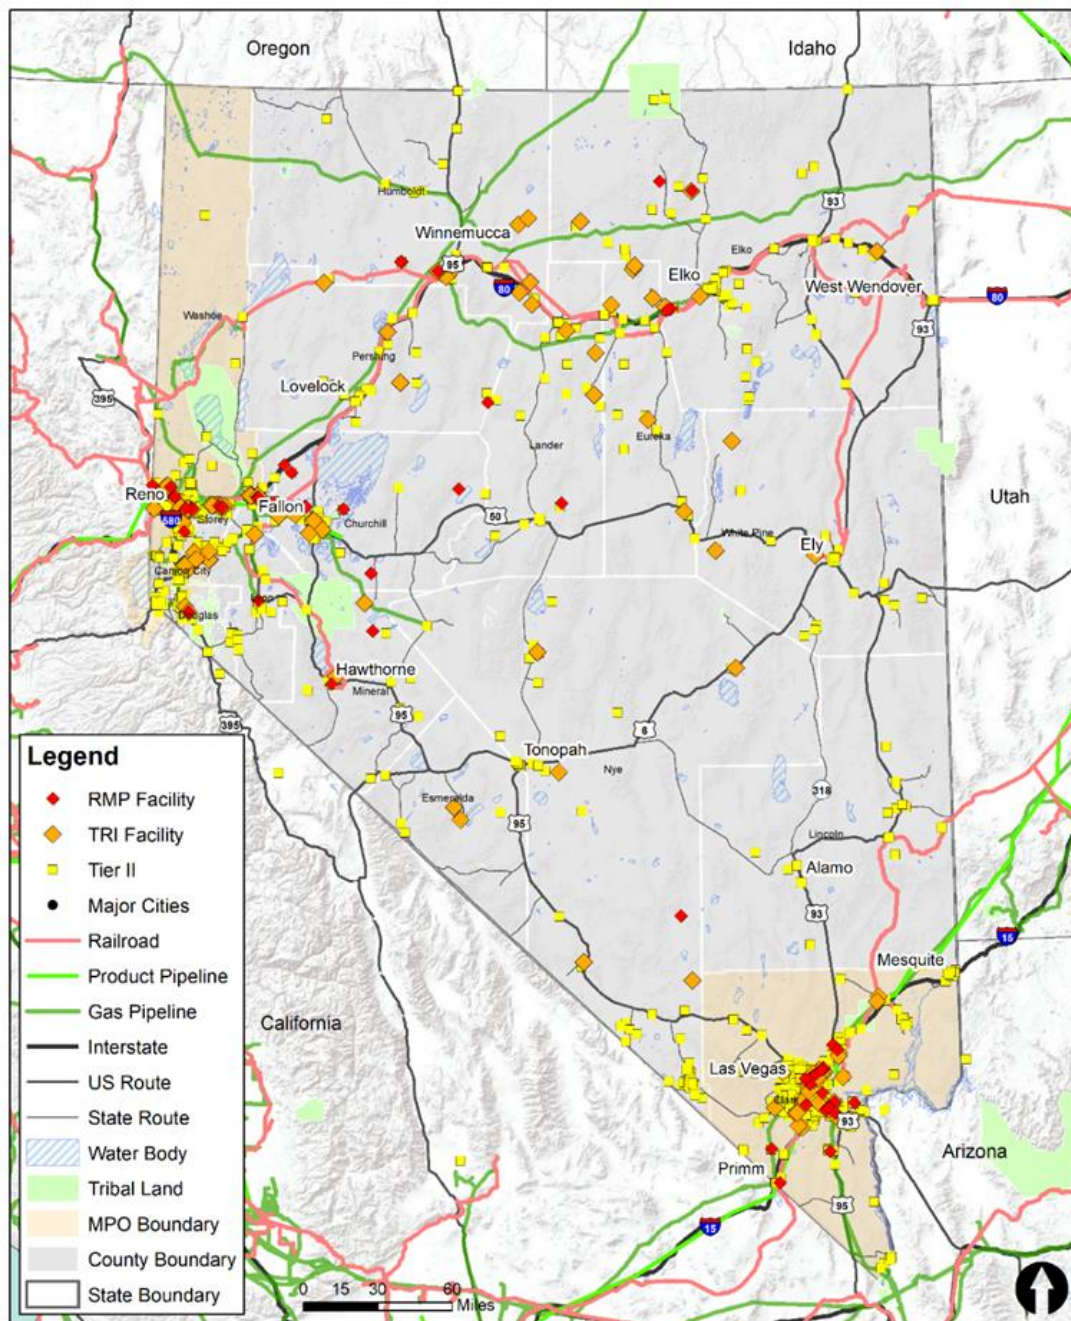 Oregon
Idaho
93
Humboldt
Winnemucca
95
Elko
Elko
80
West Wendover
80
93
Washoe
Pershing
Lovelock
395
Lander
Eureka
Utah
Reno
580
Storey
Fallon
Churchill
50
White Pine
Ely
Carson City
Lyon
Douglas
Hawthorne
Mineral
95
395
6
Tonopah
Nye
318
Esmeralda
95
Lincoln
Alamo
93
15
Mesquite
California
Las Vegas
Clark
93
Arizona
Primm
95
15
Legend
RMP Facility
TRI Facility
Tier II
Major Cities
Railroad
Product Pipeline
Gas Pipeline
Interstate
US Route
State Route
Water Body
Tribal Land
MPO Boundary
County Boundary
State Boundary
0 15 30 60
Miles